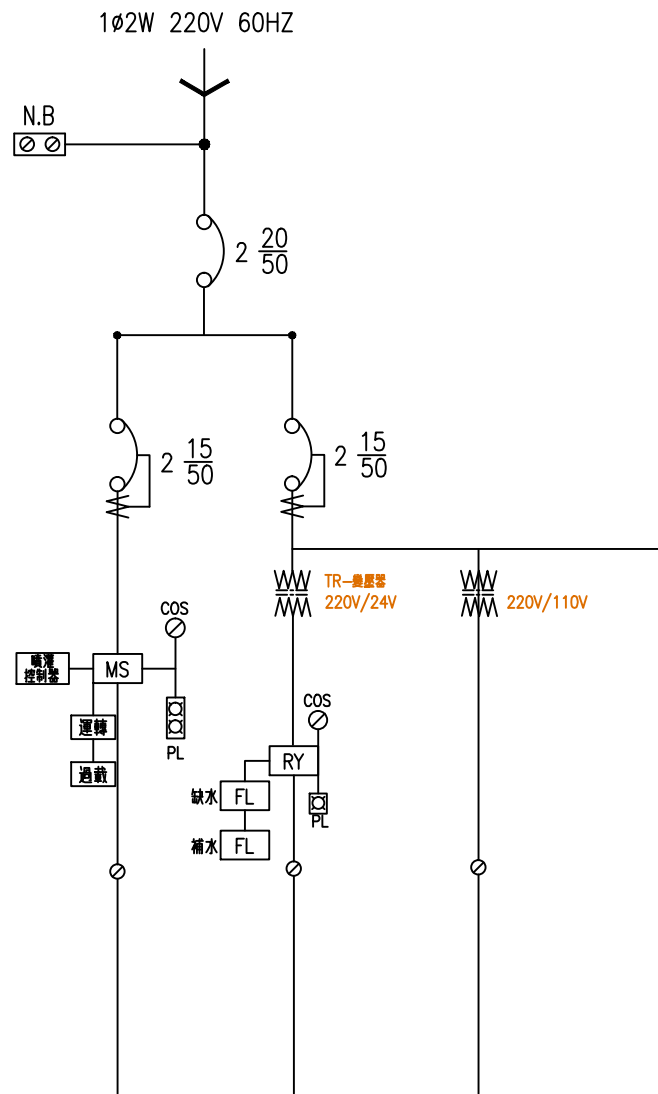 1ø2W 220V 60HZ
N.B
2 20/50
2 15/50
2 15/50
TR-變壓器
220V/24V
220V/110V
COS
噴灌
控制器
MS
運轉
過載
PL
COS
RY
缺水 FL
PL
補水 FL